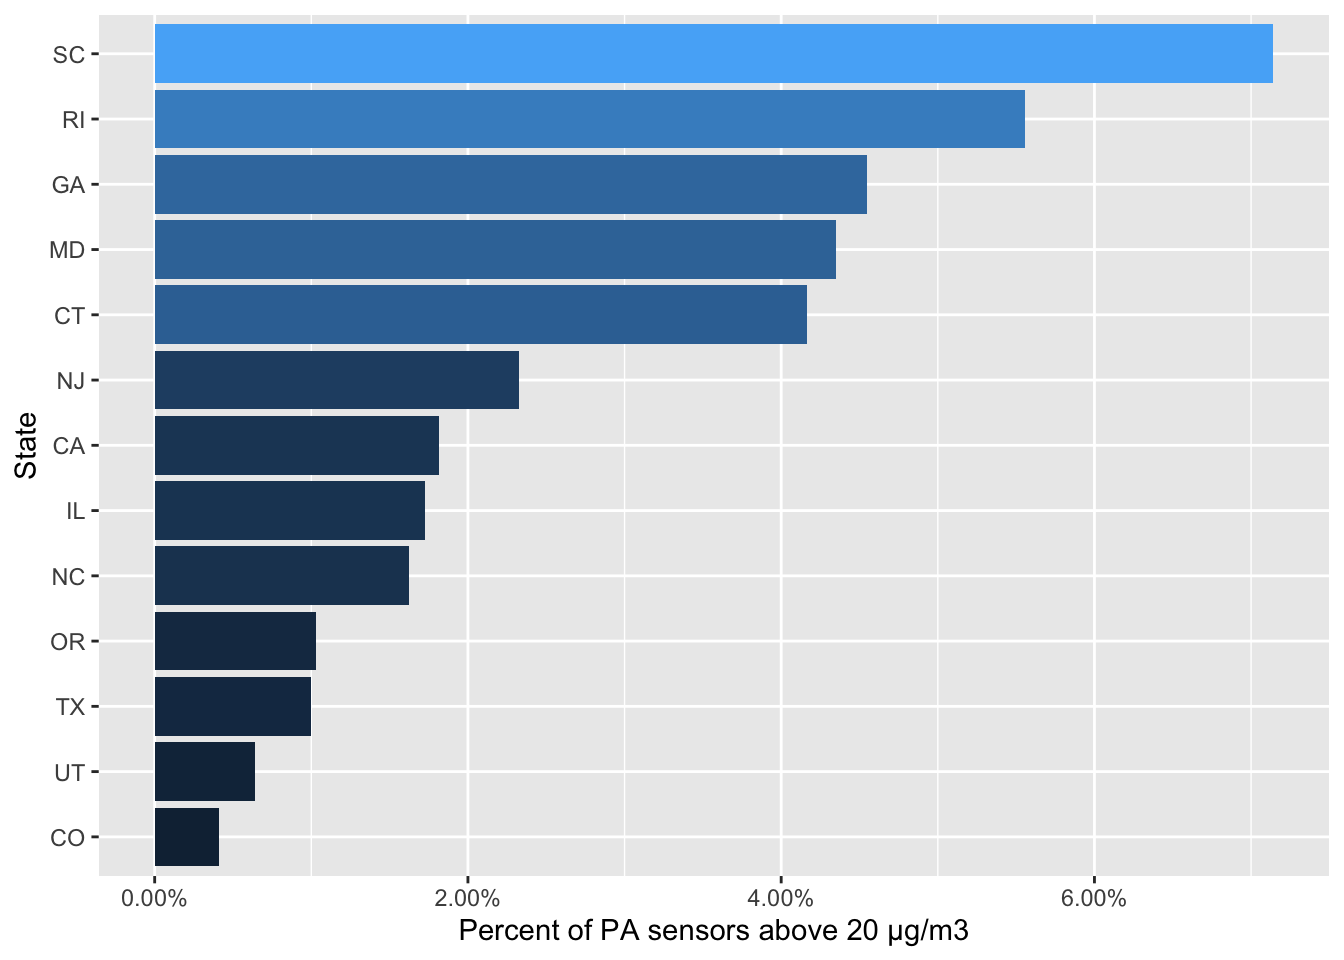 SC
RI
GA
MD
CT
NJ
CA
IL
NC
OR
TX
UT
CO
State
0.00% 2.00% 4.00% 6.00%
Percent of PA sensors above 20 μg/m3